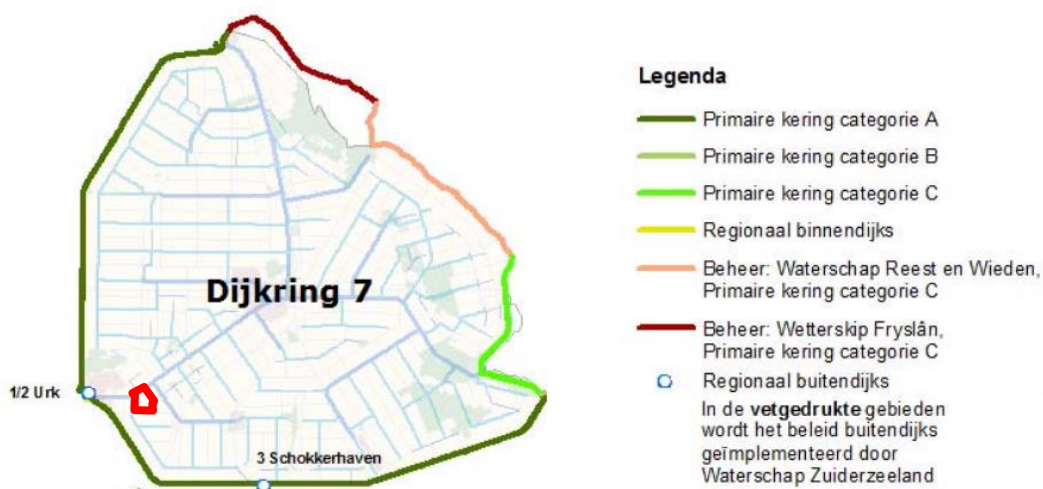 Dijkring 7
1/2 Urk
3 Schokkerhaven
Legenda
Primaire kering categorie A
Primaire kering categorie B
Primaire kering categorie C
Regionaal binnendijks
Beheer: Waterschap Reest en Wieden,
Primaire kering categorie C
Beheer: Wetterskip Fryslân,
Primaire kering categorie C
Regionaal buitendijks
In de vetgedrukte gebieden
wordt het beleid buitendijks
geïmplementeerd door
Waterschap Zuiderzeeland